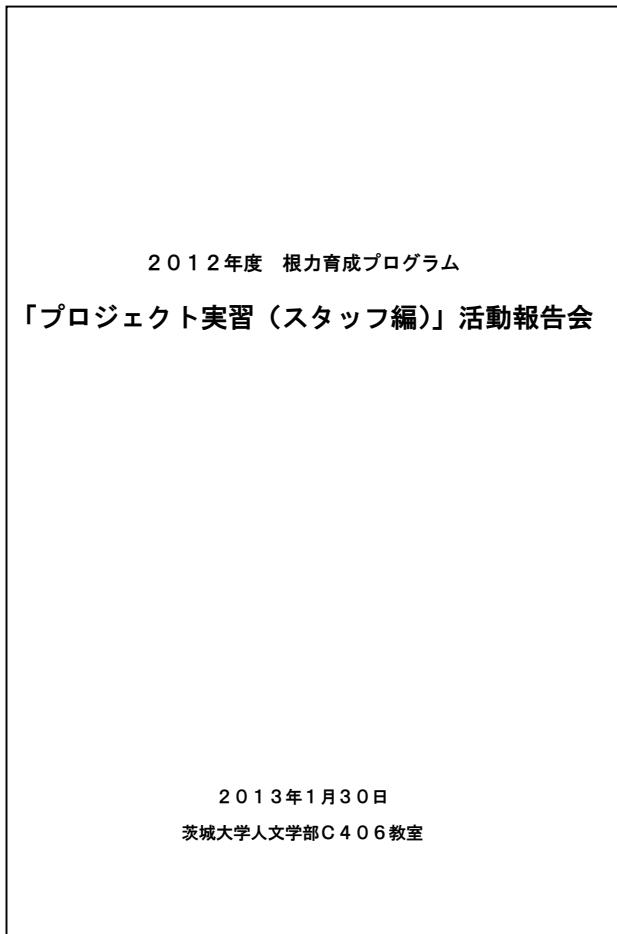 ２０１２年度　根力育成プログラム
「プロジェクト実習（スタッフ編）」活動報告会
２０１３年１月３０日
茨城大学人文学部Ｃ４０６教室